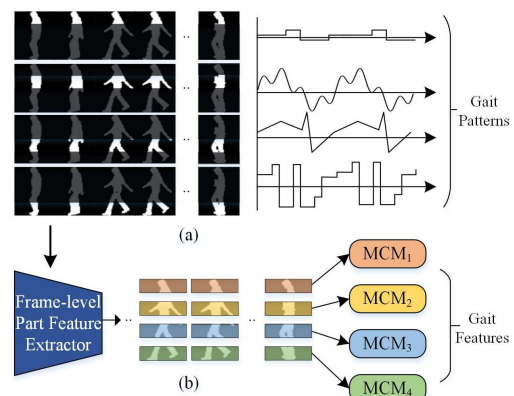 Gait
Patterns
(a)
Frame-level
Part Feature
Extractor
MCM₁
MCM₂
MCM₃
MCM₄
Gait
Features
(b)